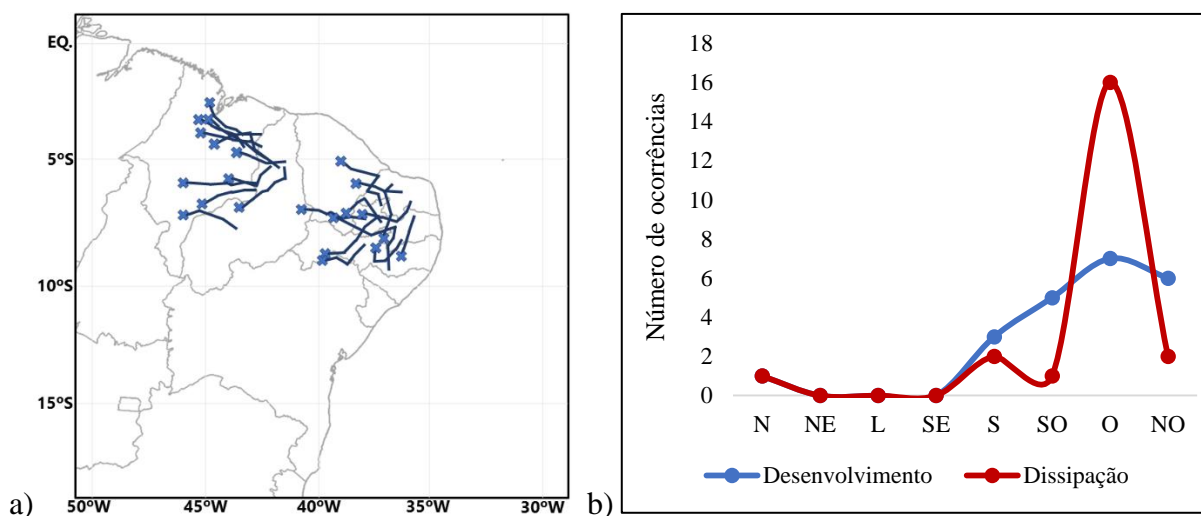 EQ.
5ºS
10ºS
15ºS
50ºW 45ºW 40ºW 35ºW 30ºW
a)
Número de ocorrências
18
16
14
12
10
8
6
4
2
0
N NE L SE S SO O NO
Desenvolvimento Dissipação
b)